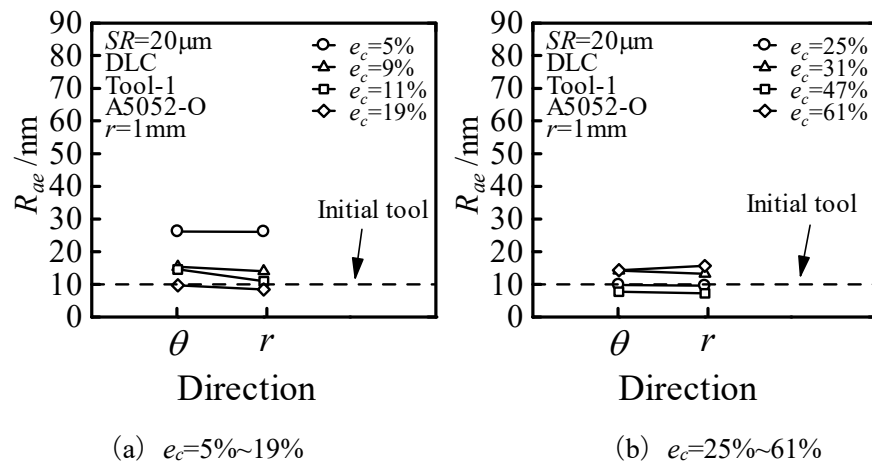 90
80
70
60
50
40
30
20
10
0
R_ae /nm
SR=20μm
DLC
Tool-1
A5052-O
r=1mm
e_c=5%
e_c=9%
e_c=11%
e_c=19%
Initial tool
θ r
Direction
(a) e_c=5%~19%
90
80
70
60
50
40
30
20
10
0
R_ae /nm
SR=20μm
DLC
Tool-1
A5052-O
r=1mm
e_c=25%
e_c=31%
e_c=47%
e_c=61%
Initial tool
θ r
Direction
(b) e_c=25%~61%